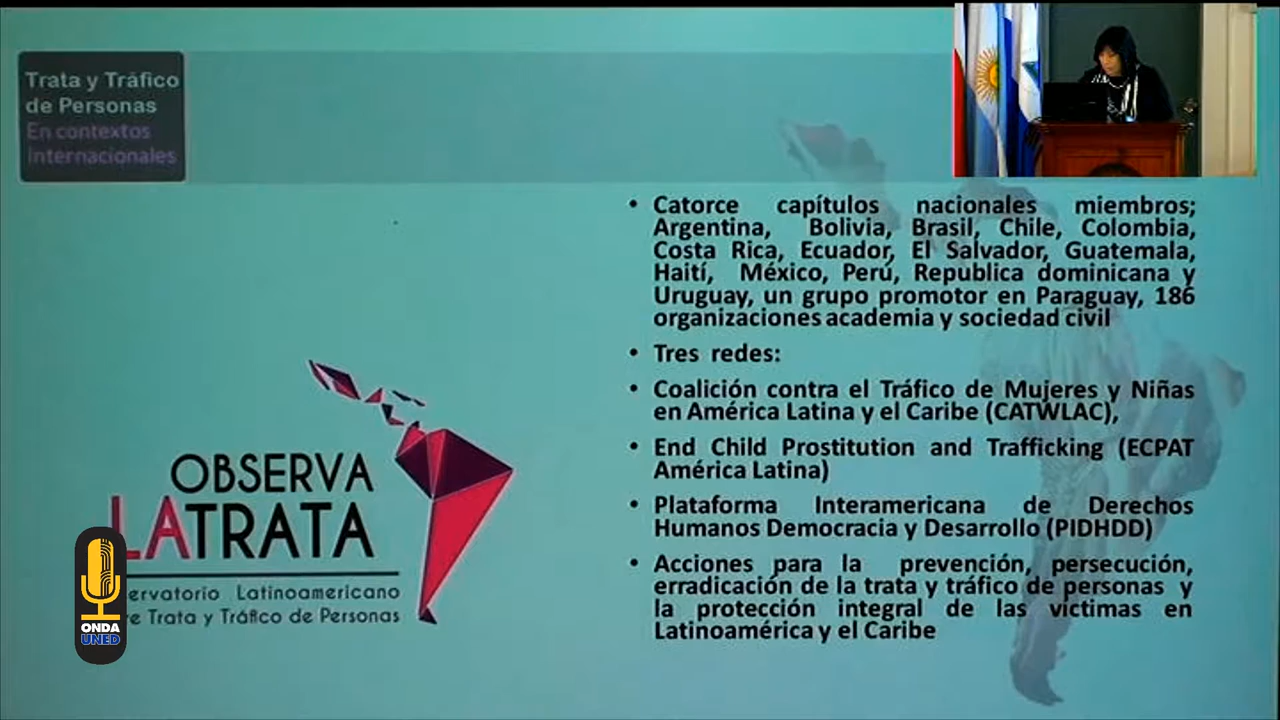 Trata y Tráfico
de Personas
En contextos
Internacionales
• Catorce capítulos nacionales miembros;
Argentina, Bolivia, Brasil, Chile, Colombia,
Costa Rica, Ecuador, El Salvador, Guatemala,
Haití, México, Perú, Republica dominicana y
Uruguay, un grupo promotor en Paraguay, 186
organizaciones academia y sociedad civil
• Tres redes:
• Coalición contra el Tráfico de Mujeres y Niñas
en América Latina y el Caribe (CATWLAC),
• End Child Prostitution and Trafficking (ECPAT
América Latina)
• Plataforma Interamericana de Derechos
Humanos Democracia y Desarrollo (PIDHDD)
• Acciones para la prevención, persecución,
erradicación de la trata y tráfico de personas y
la protección integral de las víctimas en
Latinoamérica y el Caribe
OBSERVA
LATRATA
ervatorio Latinoamericano
re Trata y Tráfico de Personas
ONDA
UNED